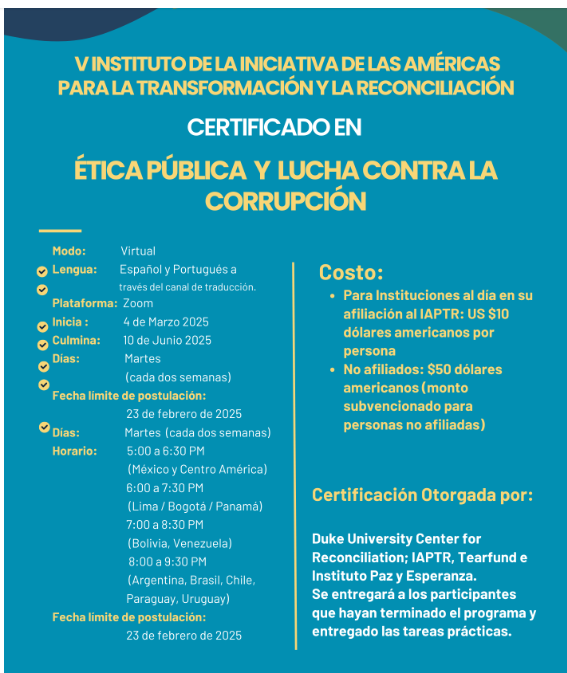 V INSTITUTO DE LA INICIATIVA DE LAS AMÉRICAS
PARA LA TRANSFORMACIÓN Y LA RECONCILIACIÓN
CERTIFICADO EN
ÉTICA PÚBLICA Y LUCHA CONTRA LA
CORRUPCIÓN
Modo: Virtual
Lengua: Español y Portugués a
través del canal de traducción.
Plataforma: Zoom
Inicia : 4 de Marzo 2025
Culmina: 10 de Junio 2025
Días: Martes
(cada dos semanas)
Fecha límite de postulación:
23 de febrero de 2025
Días: Martes (cada dos semanas)
Horario: 5:00 a 6:30 PM
(México y Centro América)
6:00 a 7:30 PM
(Lima / Bogotá / Panamá)
7:00 a 8:30 PM
(Bolivia, Venezuela)
8:00 a 9:30 PM
(Argentina, Brasil, Chile,
Paraguay, Uruguay)
Fecha límite de postulación:
23 de febrero de 2025
Costo:
Para Instituciones al día en su
afiliación al IAPTR: US $10
dólares americanos por
persona
No afiliados: $50 dólares
americanos (monto
subvencionado para
personas no afiliadas)
Certificación Otorgada por:
Duke University Center for
Reconciliation; IAPTR, Tearfund e
Instituto Paz y Esperanza.
Se entregará a los participantes
que hayan terminado el programa y
entregado las tareas prácticas.